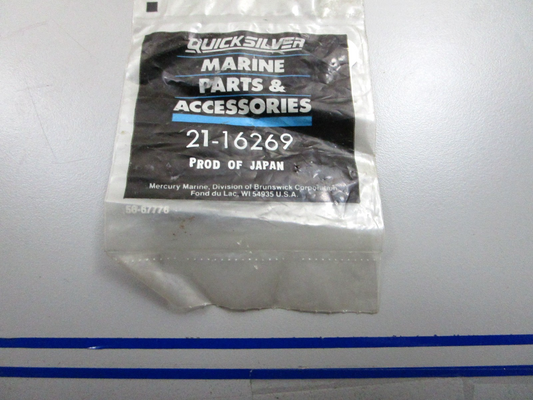 QUICKSILVER
MARINE
PARTS &
ACCESSORIES
21-16269
PROD OF JAPAN
Mercury Marine, Division of Brunswick Corporation
Fond du Lac, WI 54935 U.S.A.